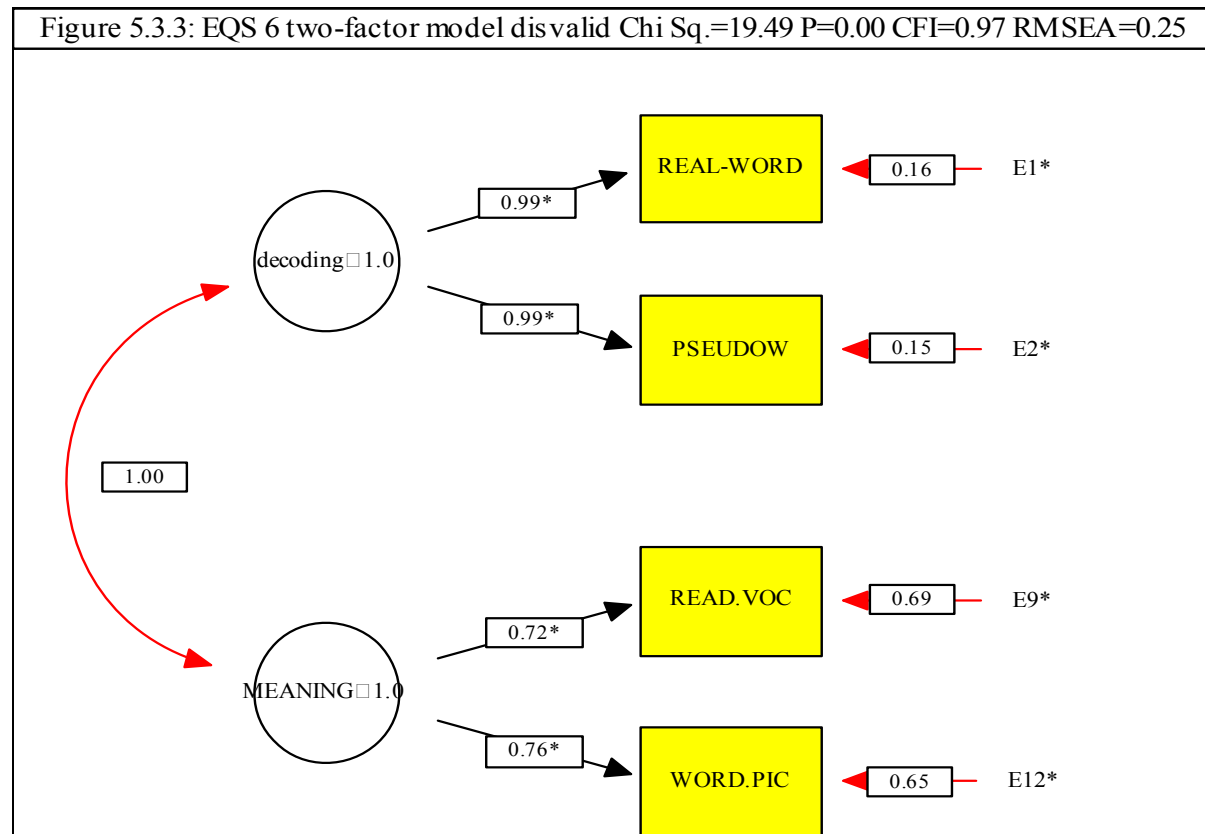 Figure 5.3.3: EQS 6 two-factor model disvalid Chi Sq.=19.49 P=0.00 CFI=0.97 RMSEA=0.25
REAL-WORD
0.16
E1*
0.99*
decoding□1.0
0.99*
PSEUDOW
0.15
E2*
1.00
READ.VOC
0.69
E9*
0.72*
MEANING□1.0
0.76*
WORD.PIC
0.65
E12*